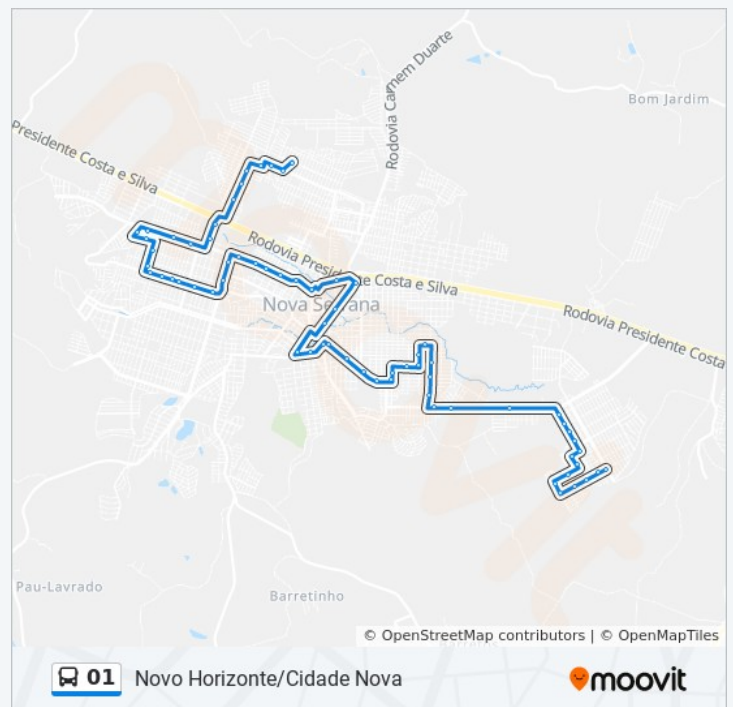 Rodovia Carmem Duarte
Bom Jardim
Presidente Costa e Silva
Rodovia Presidente Costa e Silva
Nova Serrana
Rodovia Presidente Costa
Pau-Lavrado
Barretinho
© OpenStreetMap contributors | © OpenMapTiles
01 Novo Horizonte/Cidade Nova
moovit